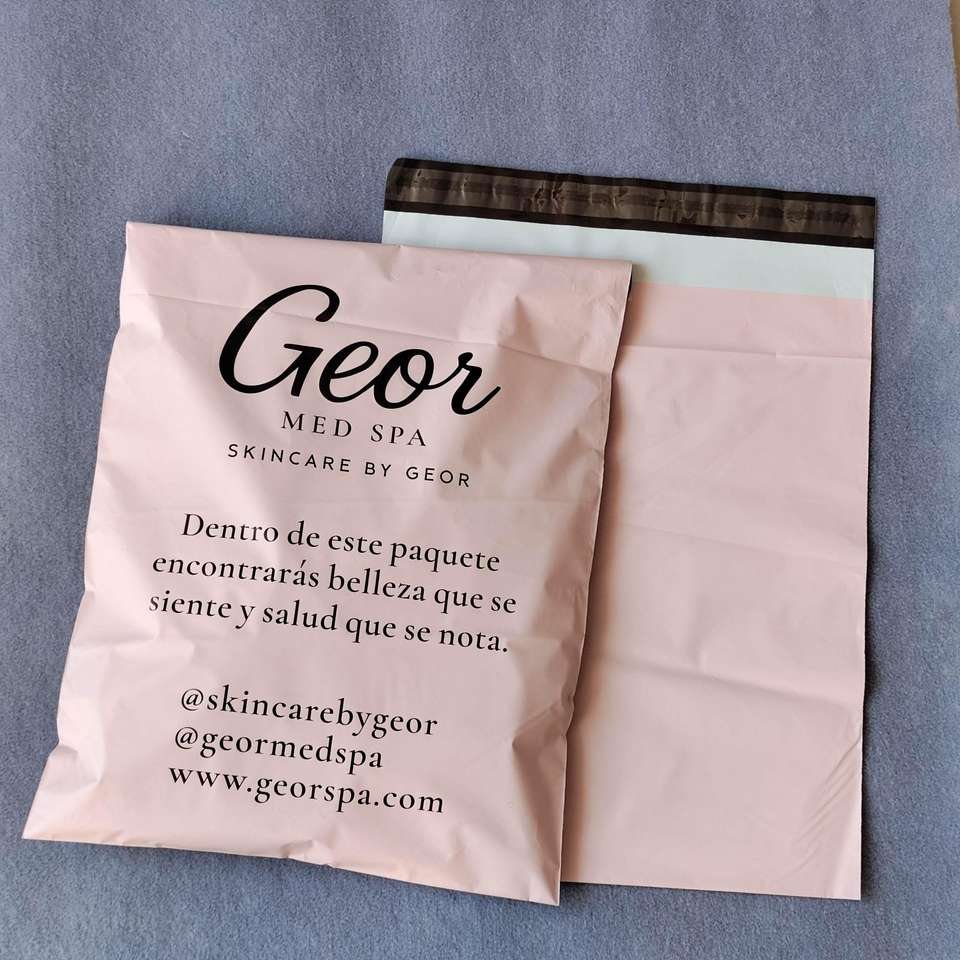 Geor
MED SPA
SKINCARE BY GEOR
Dentro de este paquete
encontrarás belleza que se
siente y salud que se nota.
@skincarebygeor
@geormedspa
www.georspa.com